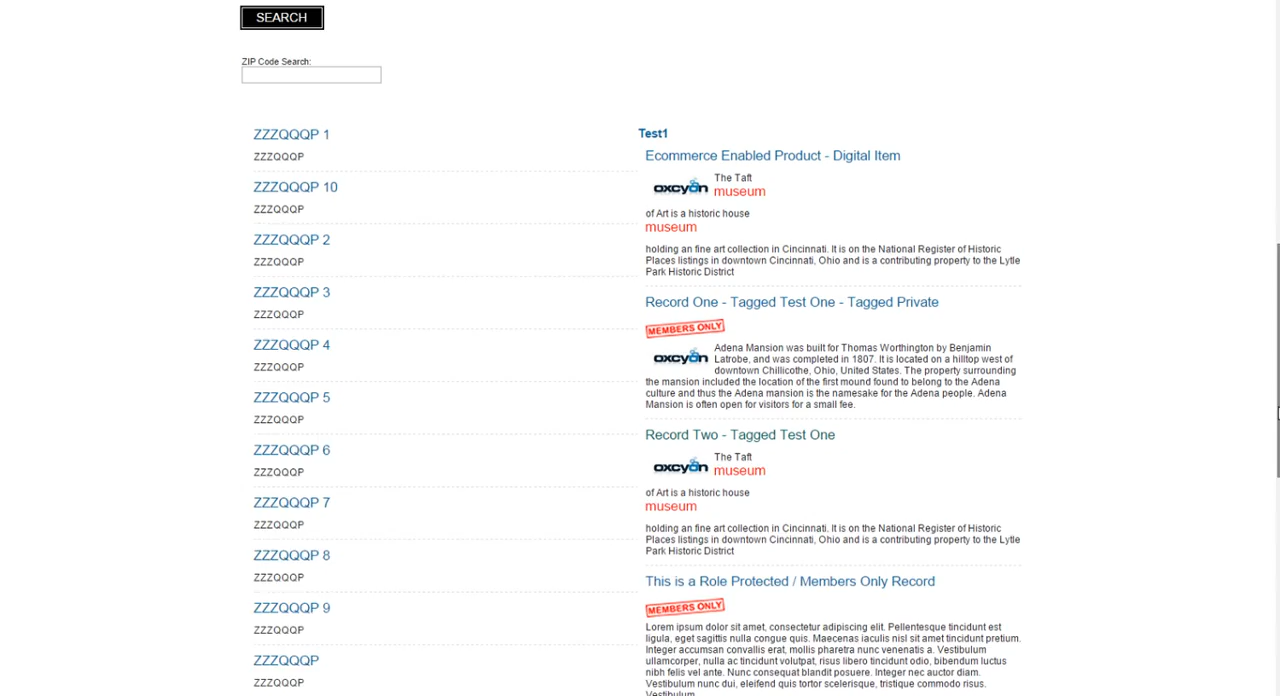 SEARCH
ZIP Code Search:
ZZZQQQP 1
ZZZQQQP
ZZZQQQP 10
ZZZQQQP
ZZZQQQP 2
ZZZQQQP
ZZZQQQP 3
ZZZQQQP
ZZZQQQP 4
ZZZQQQP
ZZZQQQP 5
ZZZQQQP
ZZZQQQP 6
ZZZQQQP
ZZZQQQP 7
ZZZQQQP
ZZZQQQP 8
ZZZQQQP
ZZZQQQP 9
ZZZQQQP
ZZZQQQP
ZZZQQQP
Test1
Ecommerce Enabled Product - Digital Item
oxcyon
The Taft
museum
of Art is a historic house
museum
holding an fine art collection in Cincinnati. It is on the National Register of Historic
Places listings in downtown Cincinnati, Ohio and is a contributing property to the Lytle
Park Historic District
Record One - Tagged Test One - Tagged Private
MEMBERS ONLY
oxcyon
Adena Mansion was built for Thomas Worthington by Benjamin
Latrobe, and was completed in 1807. It is located on a hilltop west of
downtown Chillicothe, Ohio, United States. The property surrounding
the mansion included the location of the first mound found to belong to the Adena
culture and thus the Adena mansion is the namesake for the Adena people. Adena
Mansion is often open for visitors for a small fee.
Record Two - Tagged Test One
oxcyon
The Taft
museum
of Art is a historic house
museum
holding an fine art collection in Cincinnati. It is on the National Register of Historic
Places listings in downtown Cincinnati, Ohio and is a contributing property to the Lytle
Park Historic District
This is a Role Protected / Members Only Record
MEMBERS ONLY
Lorem ipsum dolor sit amet, consectetur adipiscing elit. Pellentesque tincidunt est
ligula, eget sagittis nulla congue quis. Maecenas iaculis nisl sit amet tincidunt pretium.
Integer accumsan convallis erat, mollis pharetra nunc venenatis a. Vestibulum
ullamcorper, nulla ac tincidunt volutpat, risus libero tincidunt odio, bibendum luctus
nibh felis vel ante. Nunc consequat blandit posuere. Integer nec auctor diam.
Vestibulum nunc dui, eleifend quis tortor scelerisque, tristique commodo risus.
Vestibulum